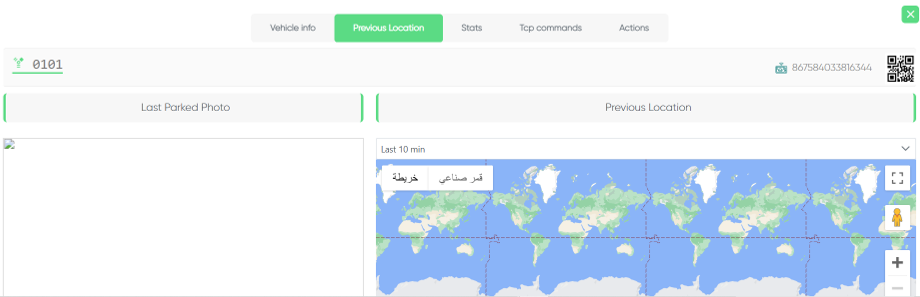 Vehicle info Previous Location Stats Tcp commands Actions
0101 867584033816344
Last Parked Photo Previous Location
Last 10 min
خريطة قمر صناعي